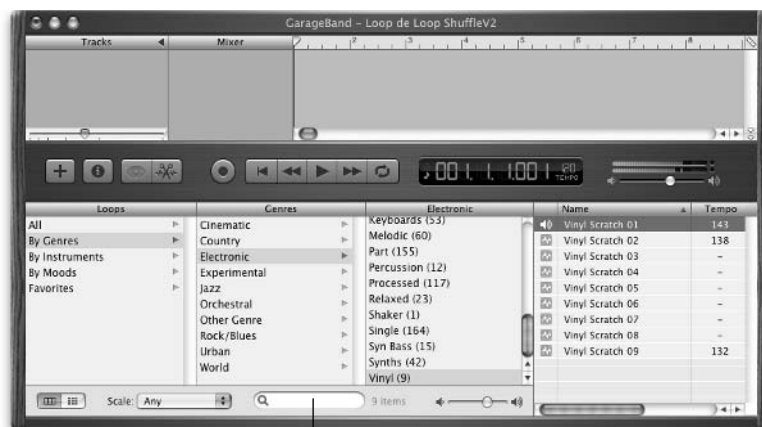 GarageBand – Loop de Loop ShuffleV2
Tracks Mixer 2 3 4 5 6 7 8
001. 1. 1.001 120
TEMPO
Loops Genres Electronic Name Tempo
All Cinematic Keyboards (53) Vinyl Scratch 01 143
By Genres Country Melodic (60) Vinyl Scratch 02 138
By Instruments Electronic Part (155) Vinyl Scratch 03 –
By Moods Experimental Percussion (12) Vinyl Scratch 04 –
Favorites Jazz Processed (117) Vinyl Scratch 05 –
Orchestral Relaxed (23) Vinyl Scratch 06 –
Other Genre Shaker (1) Vinyl Scratch 07 –
Rock/Blues Single (164) Vinyl Scratch 08 –
Urban Syn Bass (15) Vinyl Scratch 09 132
World Synths (42)
Vinyl (9)
Scale: Any 9 items